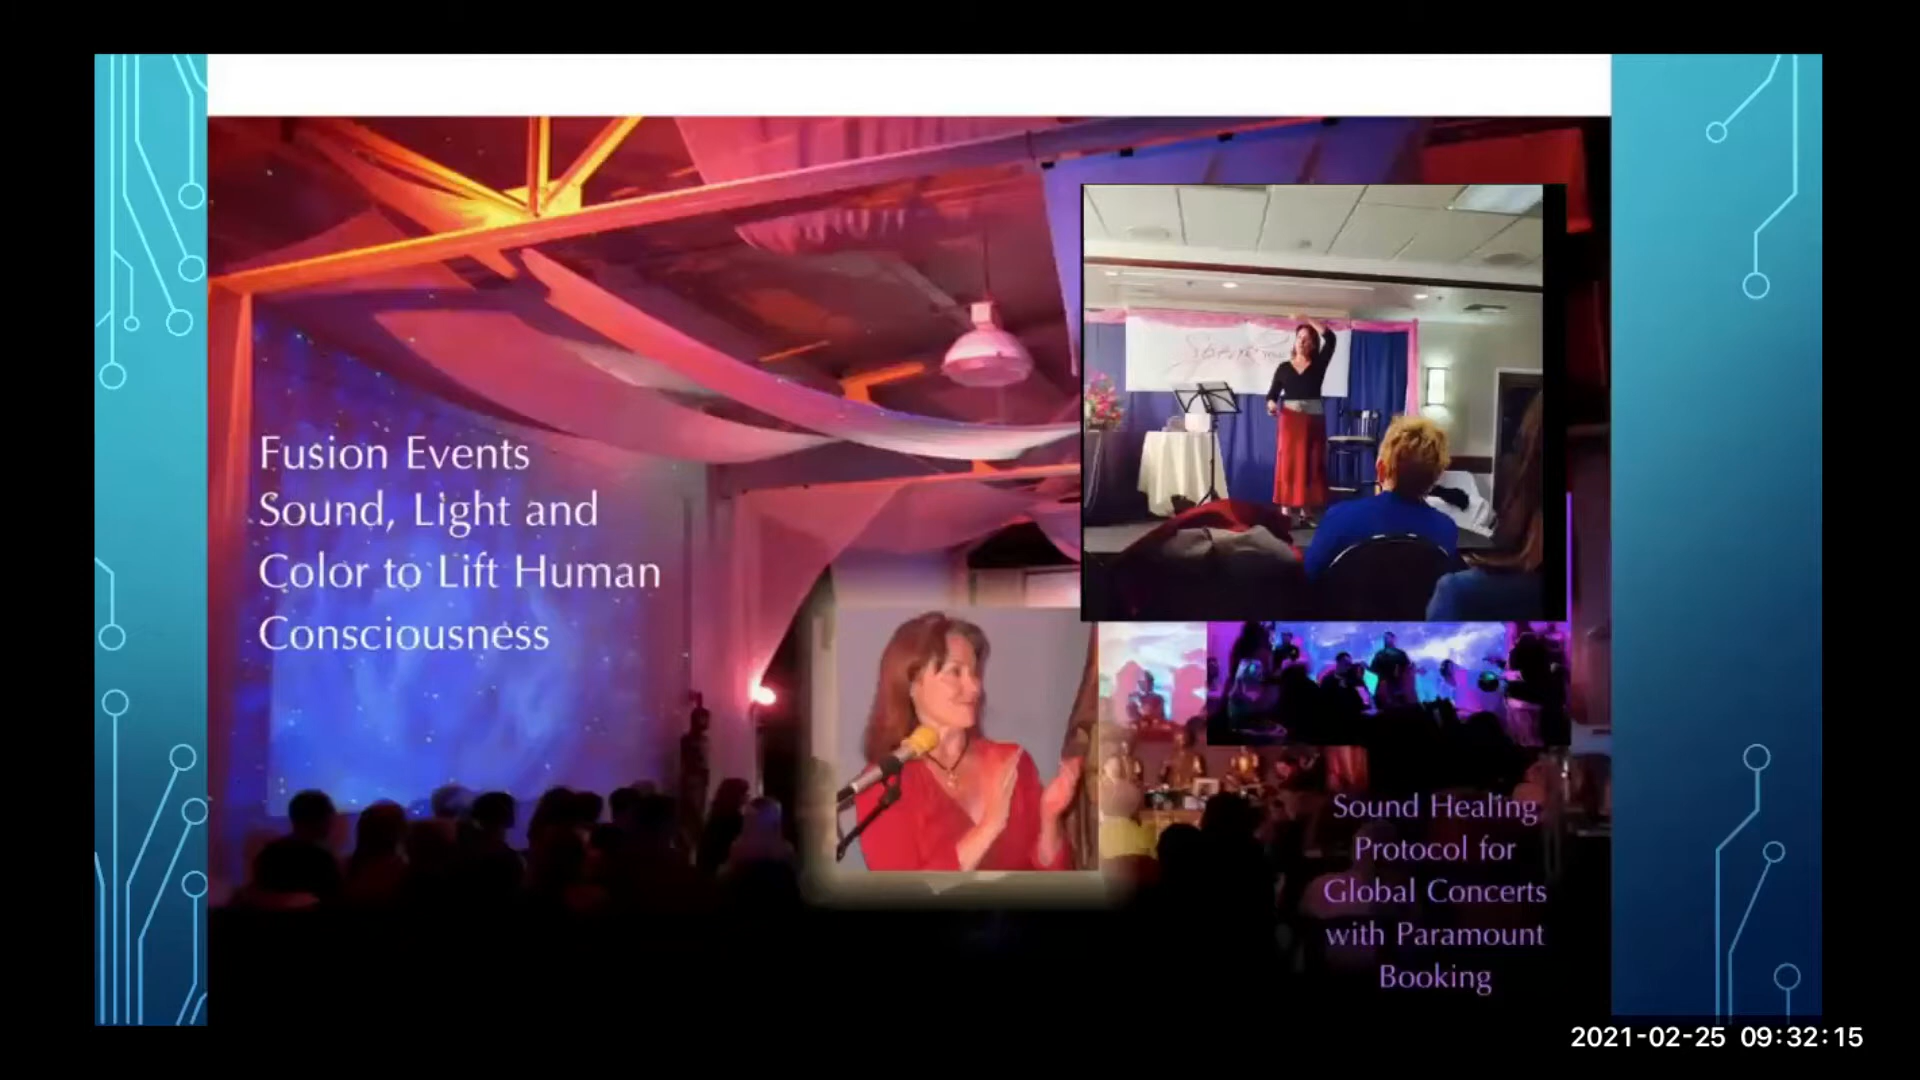 Fusion Events
Sound, Light and
Color to Lift Human
Consciousness
Sound Healing
Protocol for
Global Concerts
with Paramount
Booking
2021-02-25 09:32:15